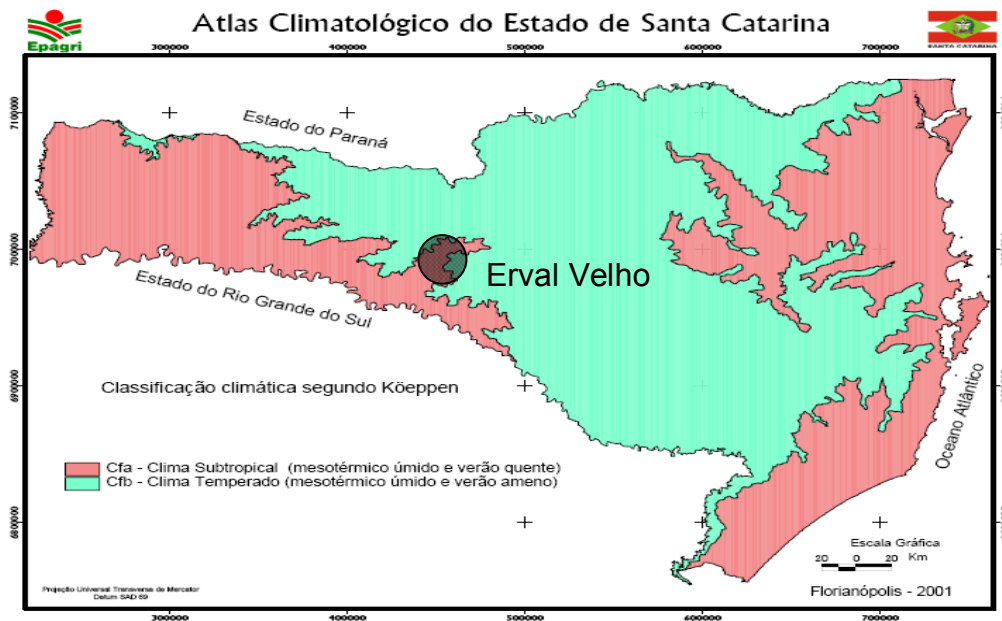 Atlas Climatológico do Estado de Santa Catarina
Epagri
SANTA CATARINA
300000 400000 500000 600000 700000
7100000
Estado do Paraná
7000000
Erval Velho
Estado do Rio Grande do Sul
Classificação climática segundo Köeppen
6900000
Oceano Atlântico
Cfa - Clima Subtropical (mesotérmico úmido e verão quente)
Cfb - Clima Temperado (mesotérmico úmido e verão ameno)
6800000
Escala Gráfica
20 0 20 Km
Projeção Universal Transversa de Mercator
Datum SAD 69
Florianópolis - 2001
300000 400000 500000 600000 700000